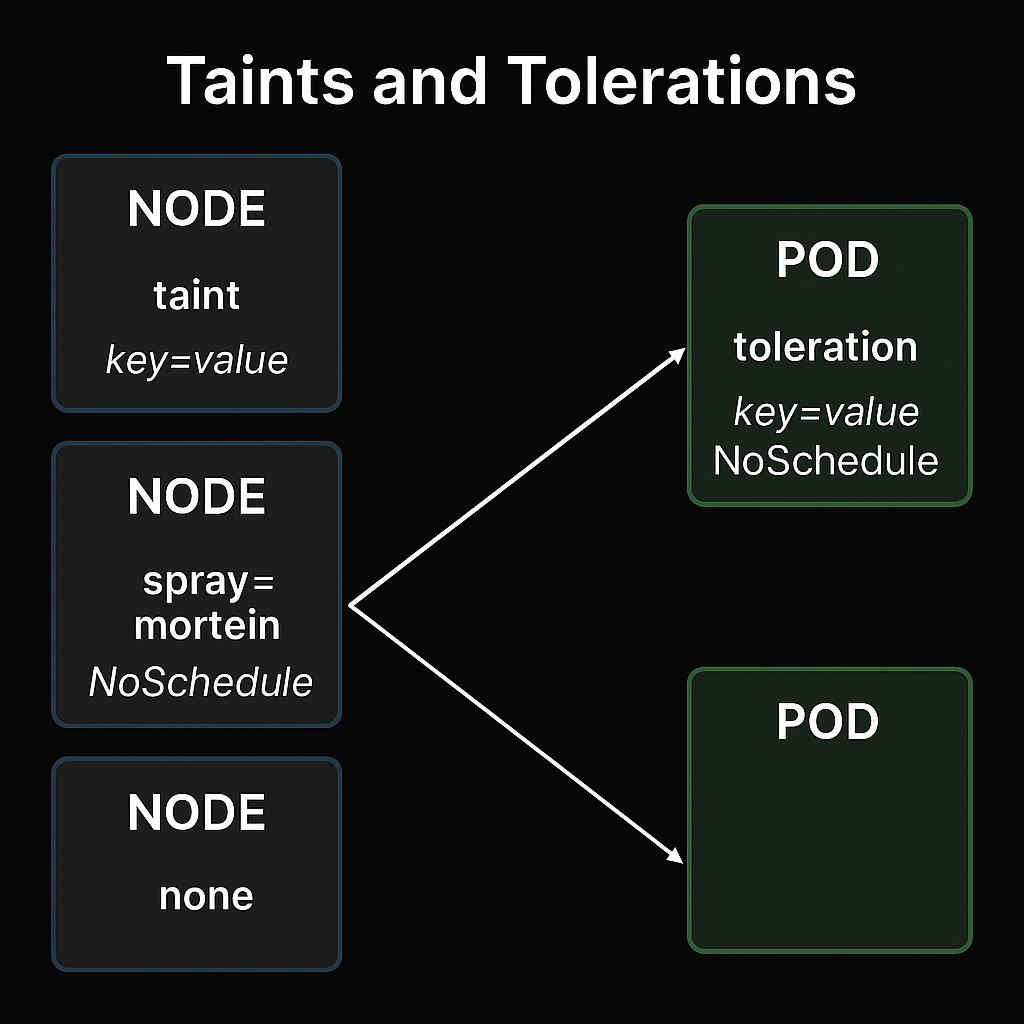 Taints and Tolerations
NODE
taint
key=value
NODE
spray=
mortein
NoSchedule
NODE
none
POD
toleration
key=value
NoSchedule
POD